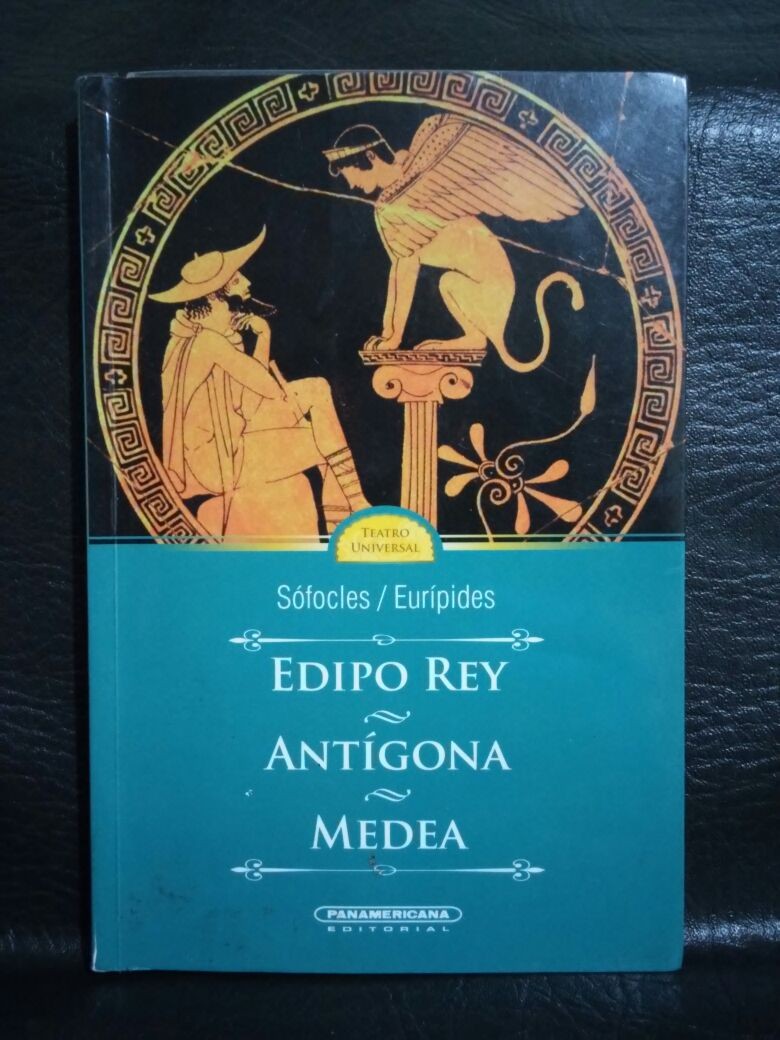 TEATRO
UNIVERSAL
Sófocles / Eurípides
EDIPO REY
ANTÍGONA
MEDEA
PANAMERICANA
EDITORIAL